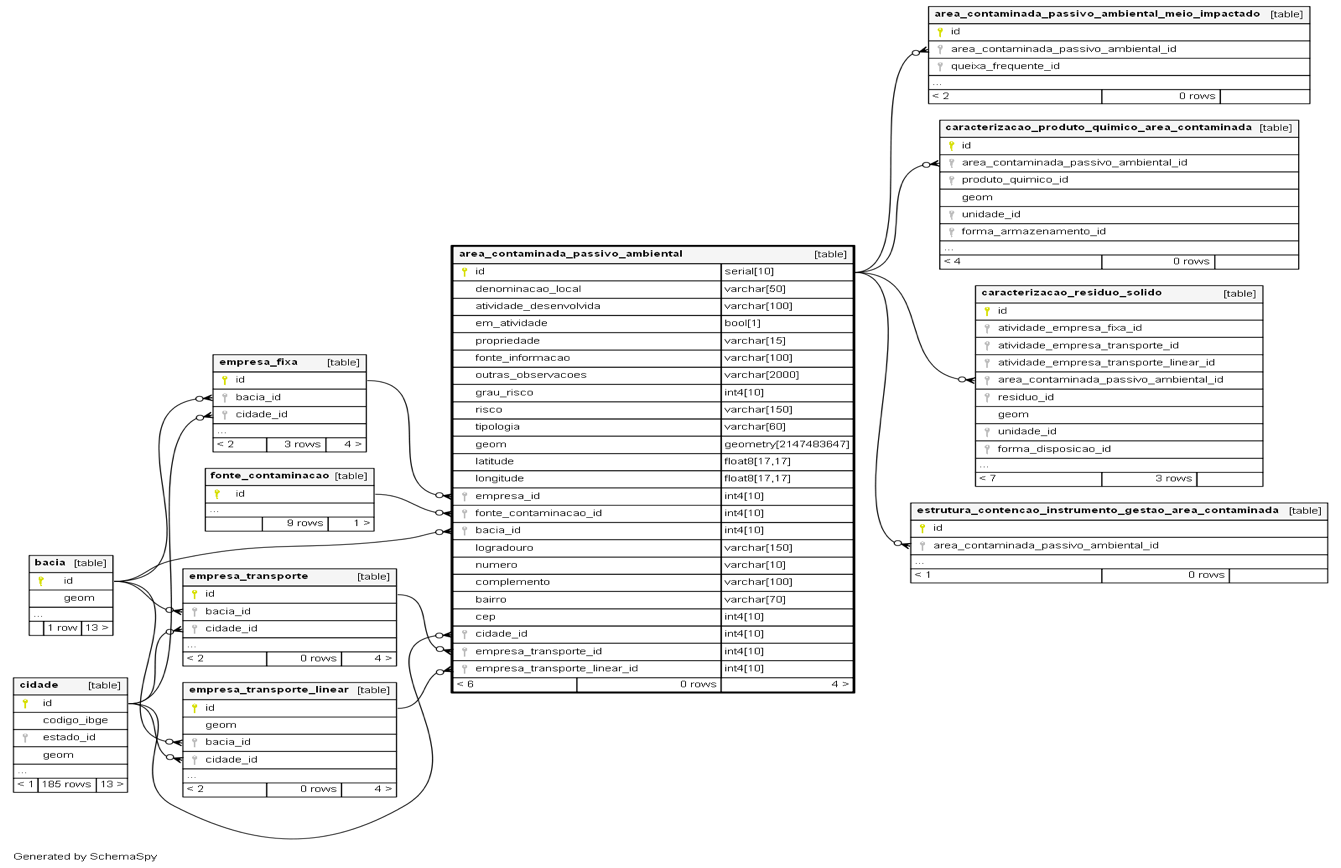 area_contaminada_passivo_ambiental_meio_impactado [table]
id
area_contaminada_passivo_ambiental_id
queixa_frequente_id
...
< 2 0 rows
caracterizacao_produto_quimico_area_contaminada [table]
id
area_contaminada_passivo_ambiental_id
produto_quimico_id
geom
unidade_id
forma_armazenamento_id
...
< 4 0 rows
caracterizacao_residuo_solido [table]
id
atividade_empresa_fixa_id
atividade_empresa_transporte_id
atividade_empresa_transporte_linear_id
area_contaminada_passivo_ambiental_id
residuo_id
geom
unidade_id
forma_disposicao_id
...
< 7 3 rows
estrutura_contencao_instrumento_gestao_area_contaminada [table]
id
area_contaminada_passivo_ambiental_id
...
< 1 0 rows
area_contaminada_passivo_ambiental [table]
id serial[10]
denominacao_local varchar[50]
atividade_desenvolvida varchar[100]
em_atividade bool[1]
propriedade varchar[15]
fonte_informacao varchar[100]
outras_observacoes varchar[2000]
grau_risco int4[10]
risco varchar[150]
tipologia varchar[60]
geom geometry[2147483647]
latitude float8[17,17]
longitude float8[17,17]
empresa_id int4[10]
fonte_contaminacao_id int4[10]
bacia_id int4[10]
logradouro varchar[150]
numero varchar[10]
complemento varchar[100]
bairro varchar[70]
cep int4[10]
cidade_id int4[10]
empresa_transporte_id int4[10]
empresa_transporte_linear_id int4[10]
< 6 0 rows 4 >
empresa_fixa [table]
id
bacia_id
cidade_id
...
< 2 3 rows 4 >
fonte_contaminacao [table]
id
...
9 rows 1 >
bacia [table]
id
geom
...
1 row 13 >
empresa_transporte [table]
id
bacia_id
cidade_id
...
< 2 0 rows 4 >
cidade [table]
id
codigo_ibge
estado_id
geom
...
< 1 185 rows 13 >
empresa_transporte_linear [table]
id
geom
bacia_id
cidade_id
...
< 2 0 rows 4 >
Generated by SchemaSpy